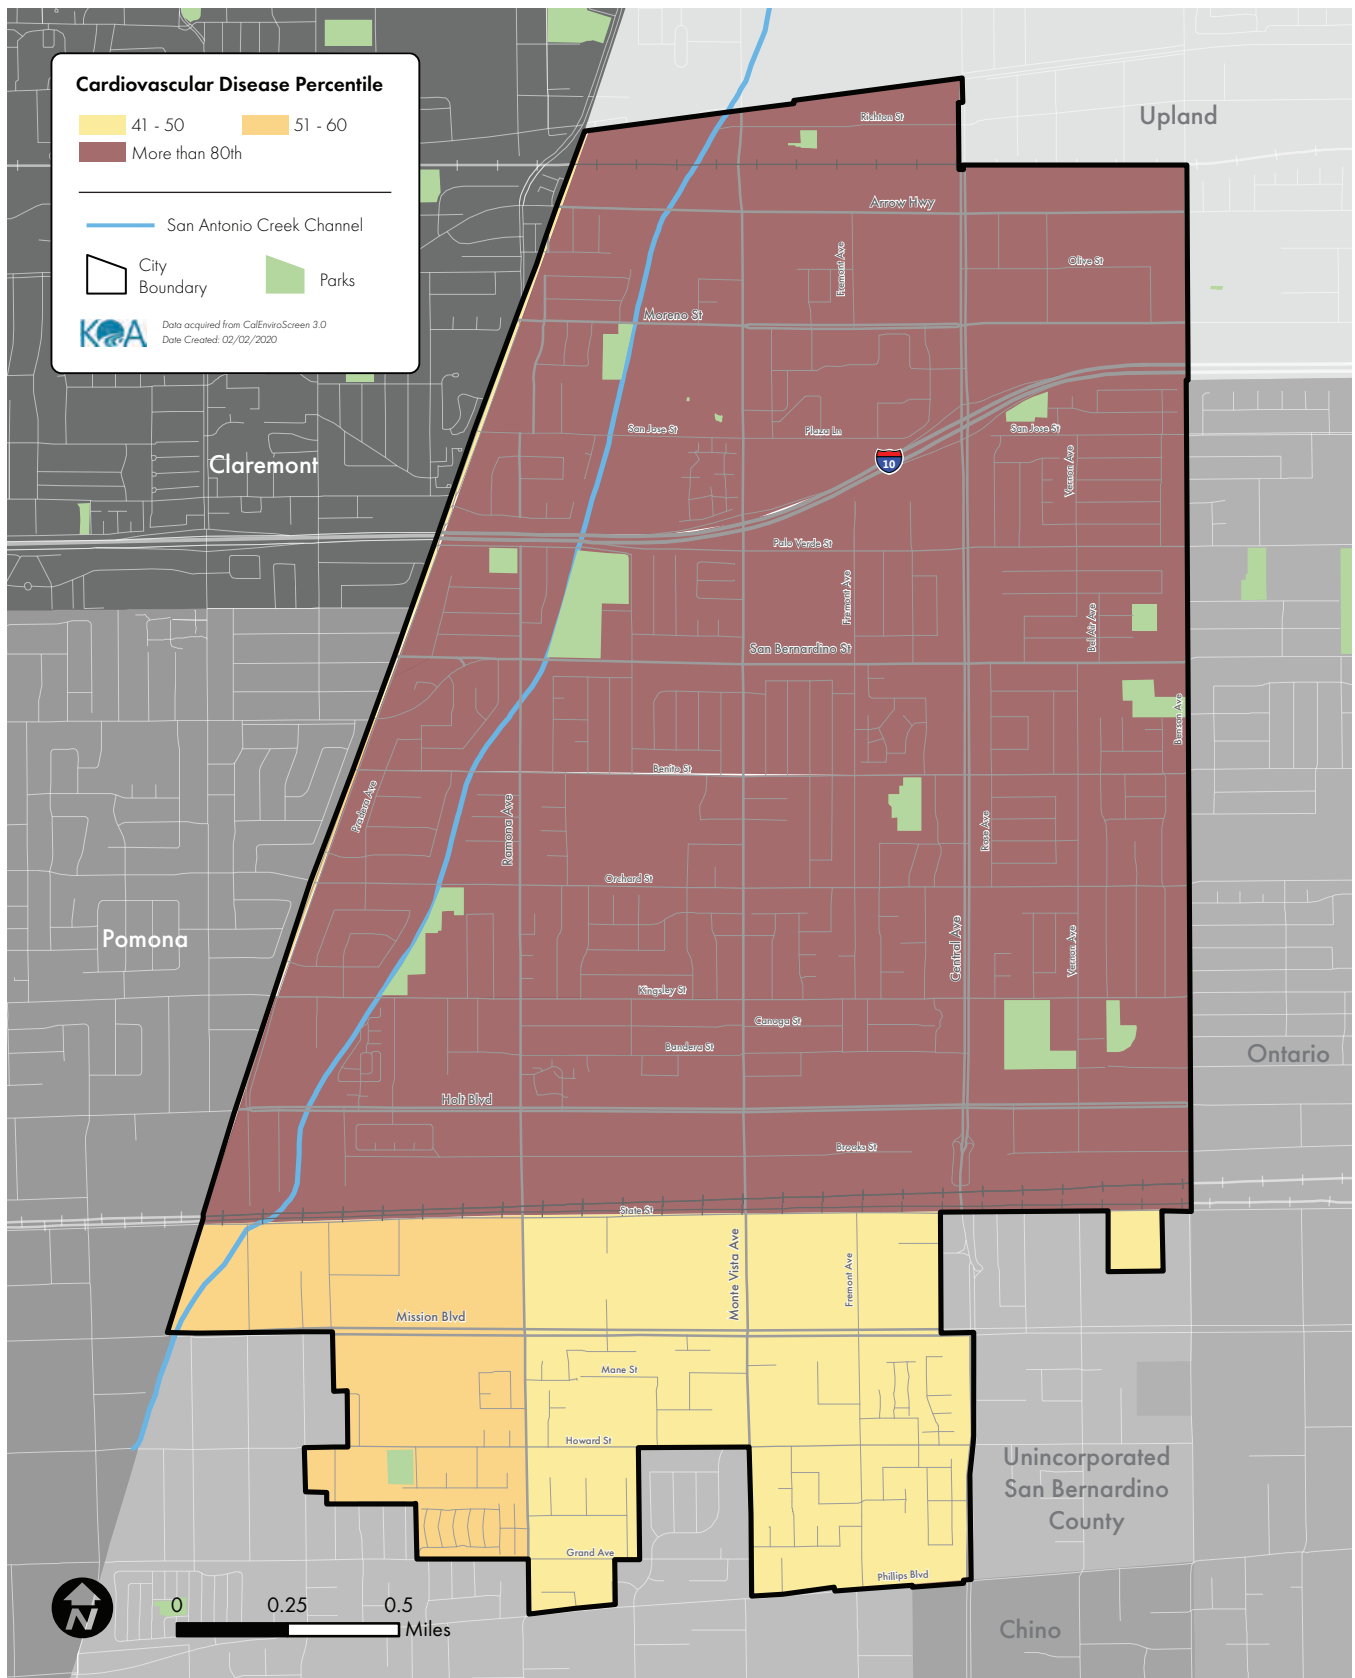 Cardiovascular Disease Percentile
41 - 50
51 - 60
More than 80th
San Antonio Creek Channel
City
Boundary
Parks
KOA
Data acquired from CalEnviroScreen 3.0
Date Created: 02/02/2020
Upland
Richton St
Arrow Hwy
Fremont Ave
Olive St
Moreno St
San Jose St
Plaza Ln
San Jose St
Claremont
10
Vernon Ave
Palo Verde St
Fremont Ave
Bel Air Ave
San Bernardino St
Benson Ave
Benito St
Pradera Ave
Ramona Ave
Rose Ave
Orchard St
Pomona
Central Ave
Vernon Ave
Kingsley St
Canoga St
Bandera St
Ontario
Holt Blvd
Brooks St
State St
Monte Vista Ave
Fremont Ave
Mission Blvd
Mane St
Howard St
Unincorporated
San Bernardino
County
Grand Ave
Phillips Blvd
N
0
0.25
0.5
Miles
Chino